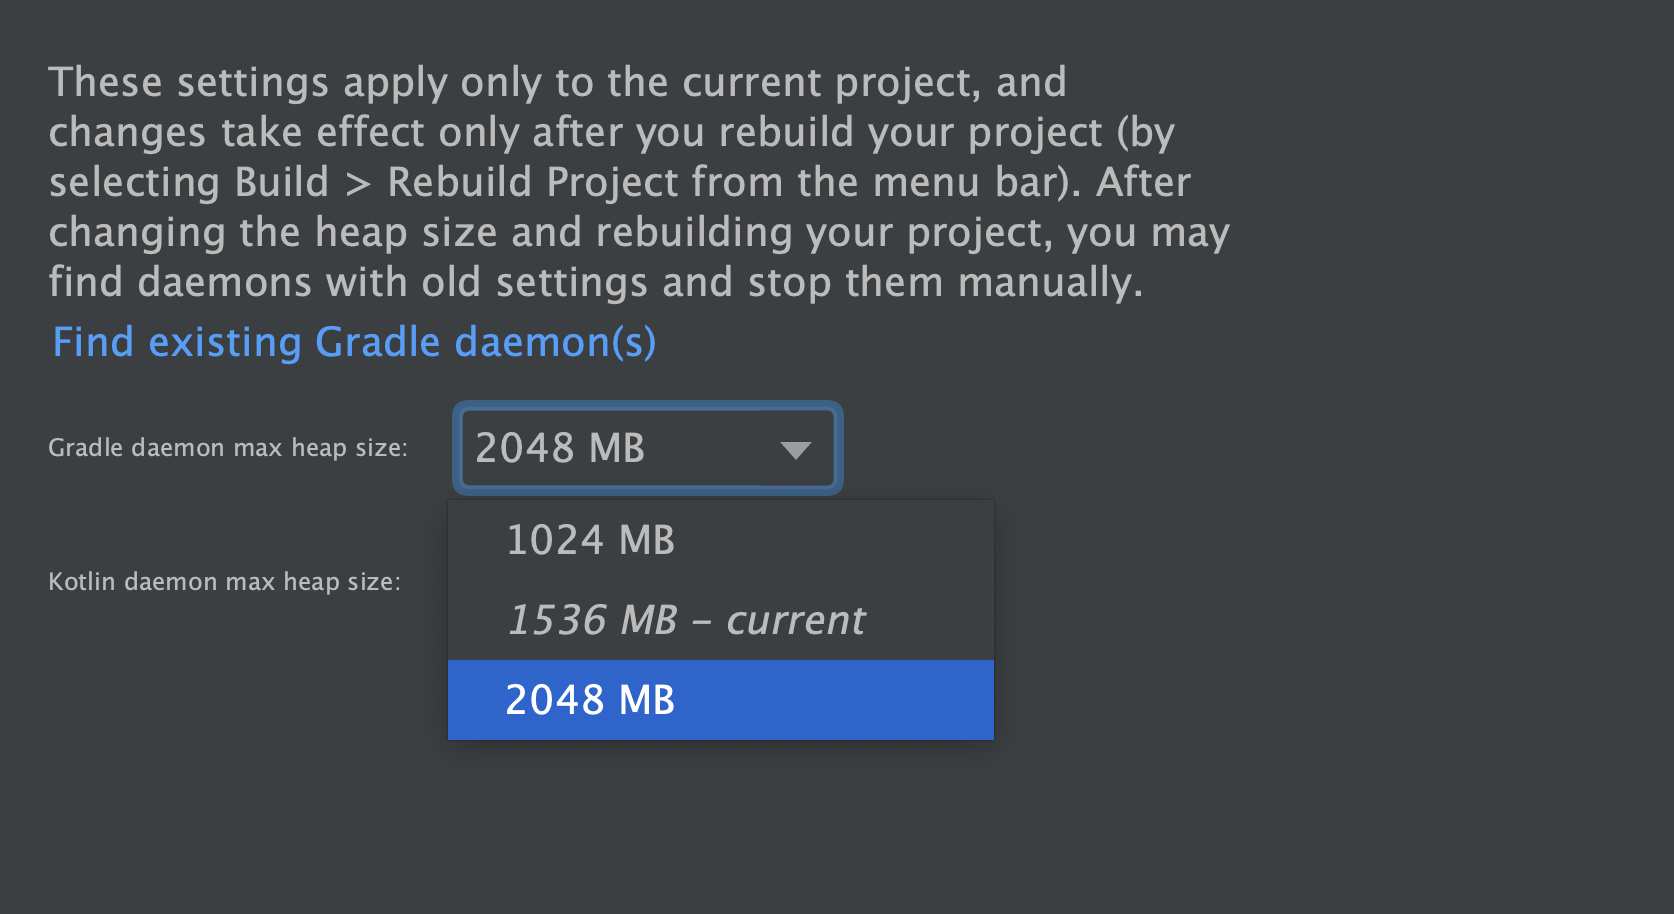 These settings apply only to the current project, and
changes take effect only after you rebuild your project (by
selecting Build > Rebuild Project from the menu bar). After
changing the heap size and rebuilding your project, you may
find daemons with old settings and stop them manually.
Find existing Gradle daemon(s)
Gradle daemon max heap size:
2048 MB
1024 MB
Kotlin daemon max heap size:
1536 MB – current
2048 MB